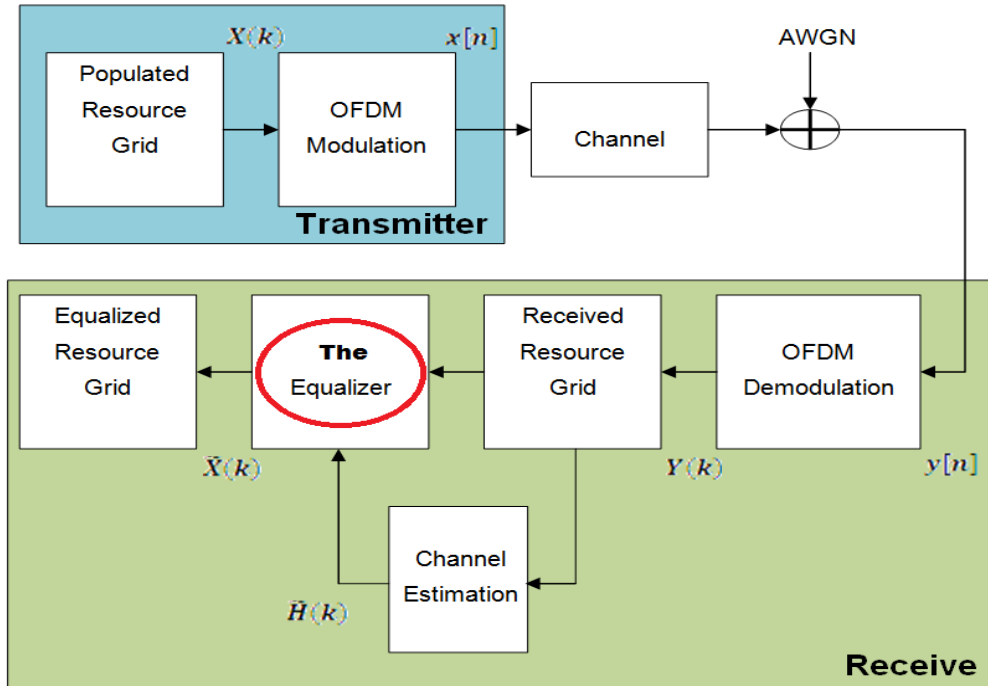 X(k)
x[n]
AWGN
Populated
Resource
Grid
OFDM
Modulation
Channel
Transmitter
Equalized
Resource
Grid
The
Equalizer
Received
Resource
Grid
OFDM
Demodulation
X̄(k)
Y(k)
y[n]
Channel
Estimation
H̄(k)
Receive